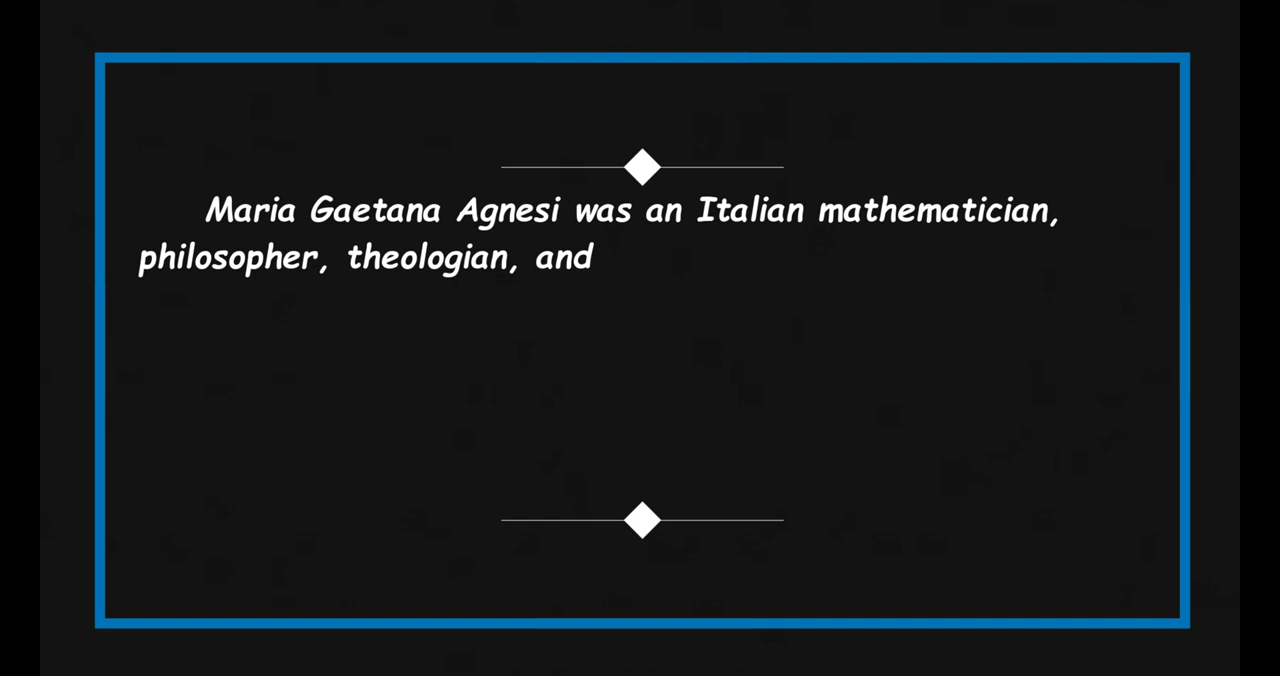 Maria Gaetana Agnesi was an Italian mathematician,
philosopher, theologian, and